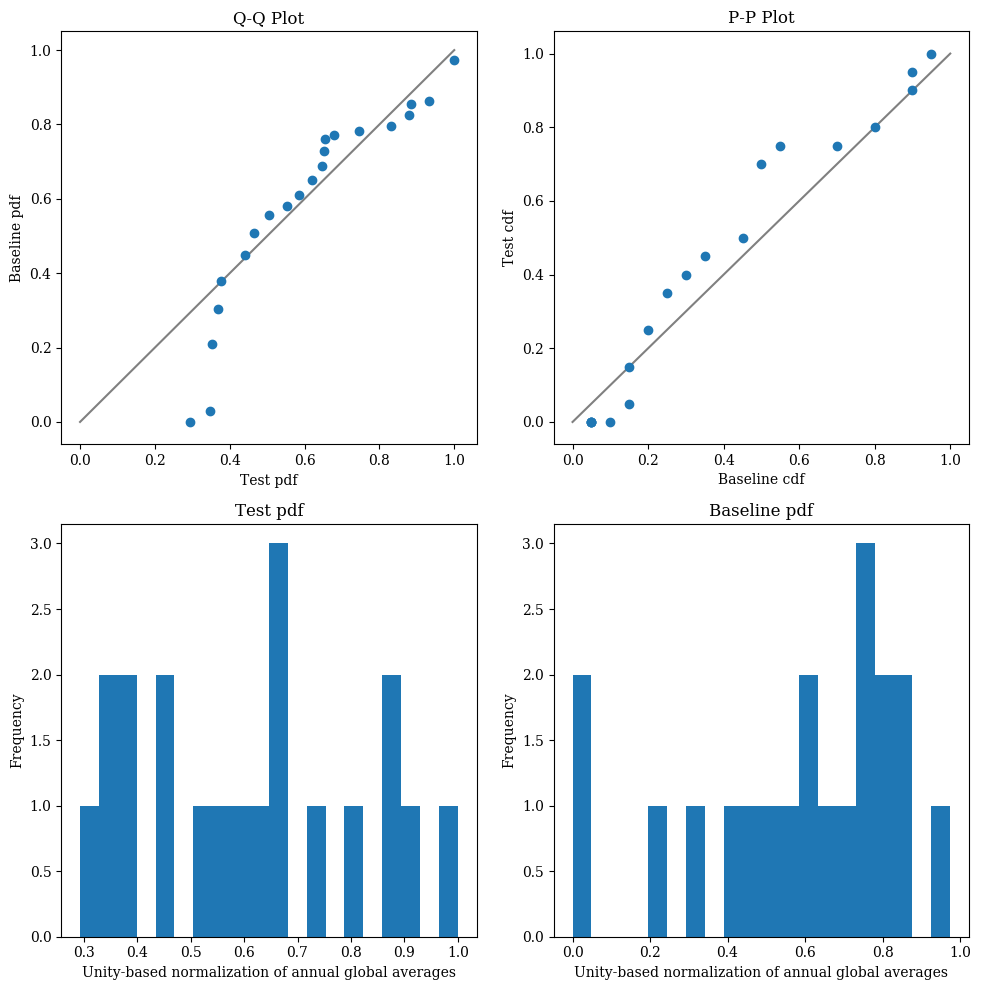 Q-Q Plot
1.0
0.8
0.6
0.4
0.2
0.0
Baseline pdf
0.0 0.2 0.4 0.6 0.8 1.0
Test pdf
P-P Plot
1.0
0.8
0.6
0.4
0.2
0.0
Test cdf
0.0 0.2 0.4 0.6 0.8 1.0
Baseline cdf
Test pdf
3.0
2.5
2.0
1.5
1.0
0.5
0.0
Frequency
0.3 0.4 0.5 0.6 0.7 0.8 0.9 1.0
Unity-based normalization of annual global averages
Baseline pdf
3.0
2.5
2.0
1.5
1.0
0.5
0.0
Frequency
0.0 0.2 0.4 0.6 0.8 1.0
Unity-based normalization of annual global averages